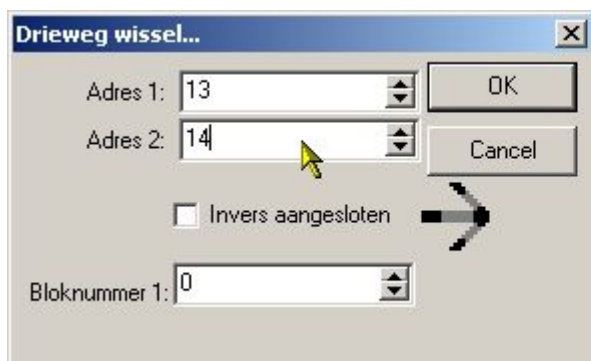 Drieweg wissel...
Adres 1: 13
OK
Adres 2: 14
Cancel
Invers aangesloten
Bloknummer 1: 0